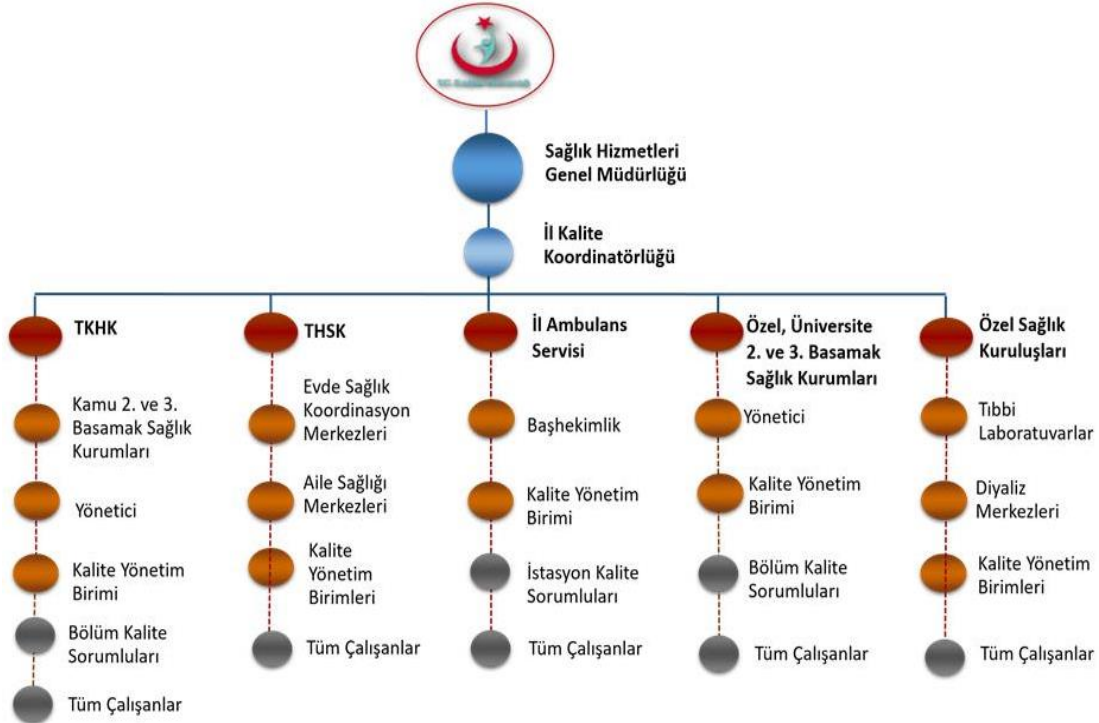 Sağlık Hizmetleri
Genel Müdürlüğü
İl Kalite
Koordinatörlüğü
TKHK
Kamu 2. ve 3.
Basamak Sağlık
Kurumları
Yönetici
Kalite Yönetim
Birimi
Bölüm Kalite
Sorumluları
Tüm Çalışanlar
THSK
Evde Sağlık
Koordinasyon
Merkezleri
Aile Sağlığı
Merkezleri
Kalite
Yönetim
Birimleri
Tüm Çalışanlar
İl Ambulans
Servisi
Başhekimlik
Kalite Yönetim
Birimi
İstasyon Kalite
Sorumluları
Tüm Çalışanlar
Özel, Üniversite
2. ve 3. Basamak
Sağlık Kurumları
Yönetici
Kalite Yönetim
Birimi
Bölüm Kalite
Sorumluları
Tüm Çalışanlar
Özel Sağlık
Kuruluşları
Tıbbi
Laboratuvarlar
Diyaliz
Merkezleri
Kalite Yönetim
Birimleri
Tüm Çalışanlar